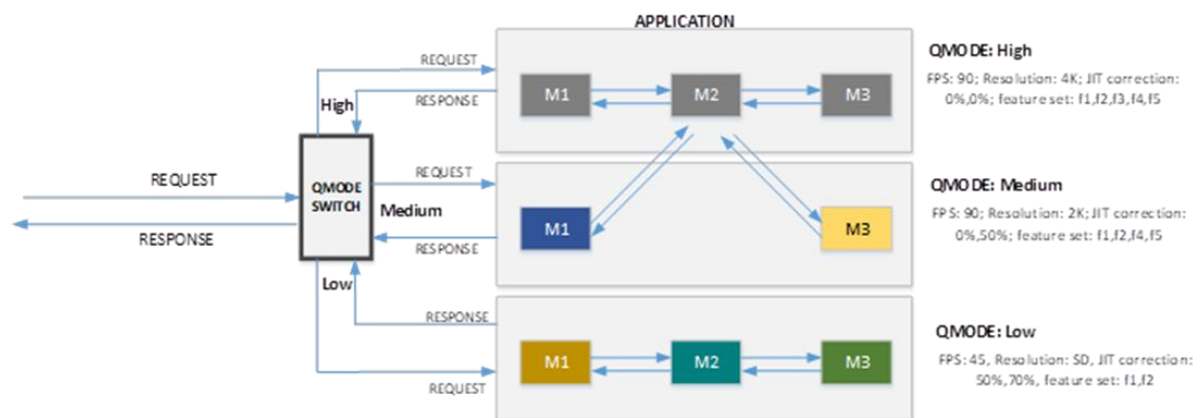 APPLICATION
REQUEST
RESPONSE
High
M1
M2
M3
QMODE: High
FPS: 90; Resolution: 4K; JIT correction:
0%,0%; feature set: f1,f2,f3,f4,f5
REQUEST
RESPONSE
QMODE
SWITCH
REQUEST
Medium
RESPONSE
M1
M3
QMODE: Medium
FPS: 90; Resolution: 2K; JIT correction:
0%,50%; feature set: f1,f2,f4,f5
Low
RESPONSE
REQUEST
M1
M2
M3
QMODE: Low
FPS: 45, Resolution: SD, JIT correction:
50%,70%, feature set: f1,f2